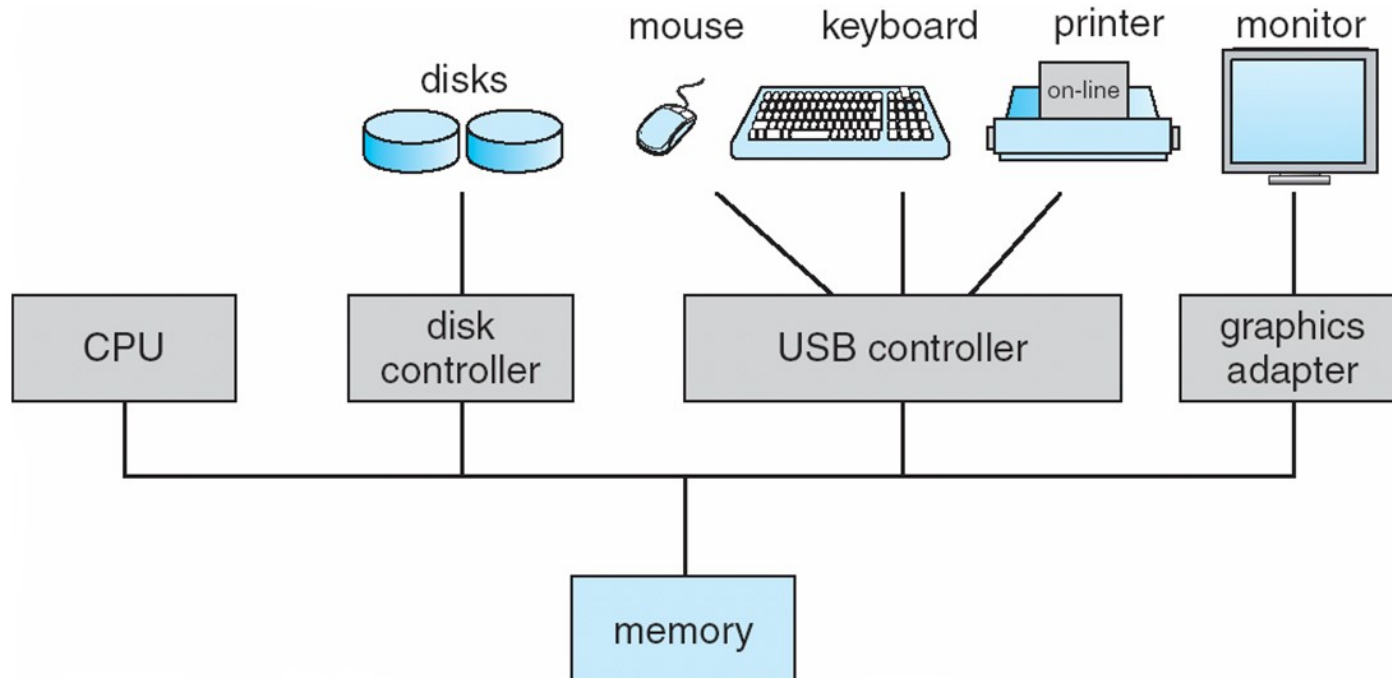 mouse
keyboard
printer
monitor
disks
on-line
CPU
disk
controller
USB controller
graphics
adapter
memory